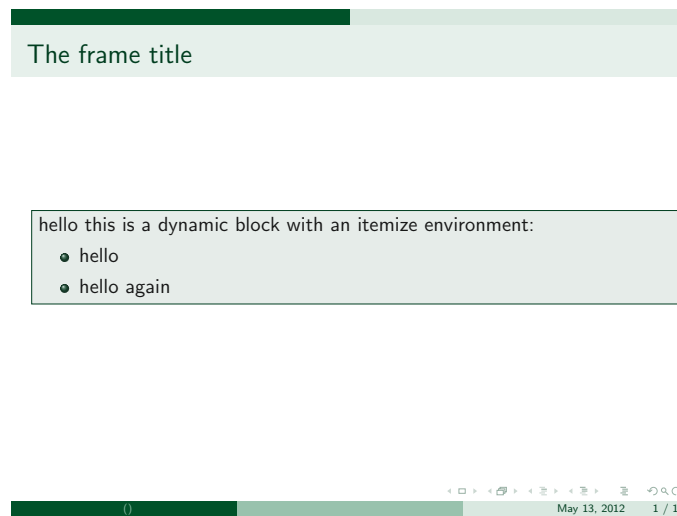 The frame title
hello this is a dynamic block with an itemize environment:
hello
hello again
()
May 13, 2012
1 / 1